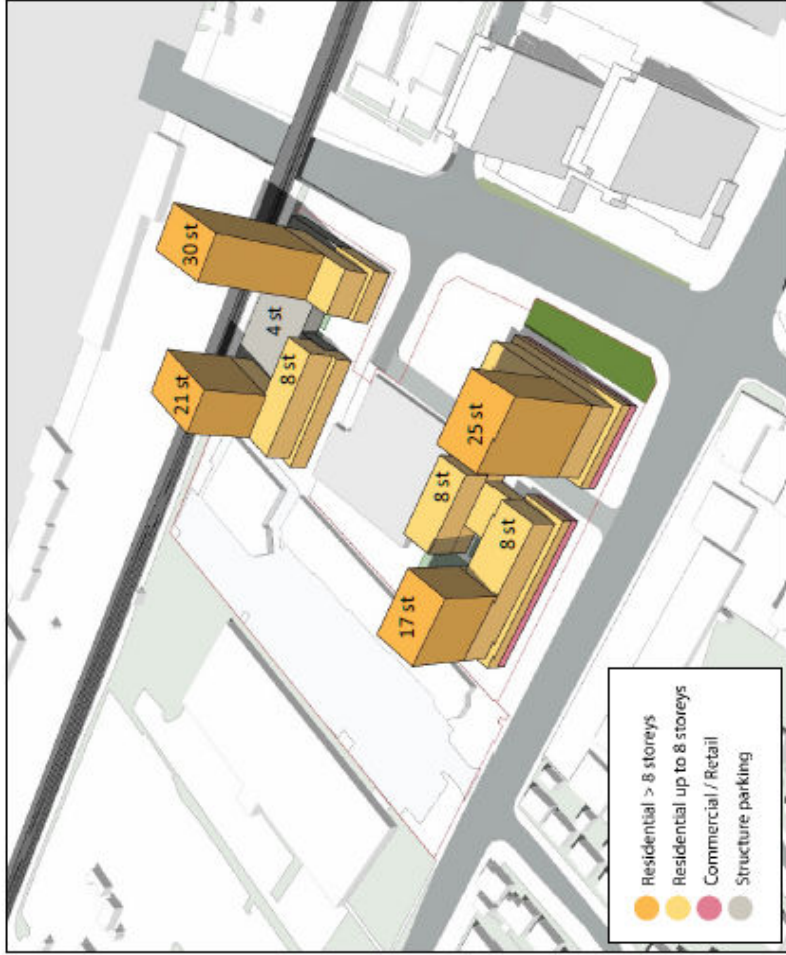 30 st
21 st
4 st
8 st
25 st
8 st
8 st
17 st
Residential > 8 storeys
Residential up to 8 storeys
Commercial / Retail
Structure parking